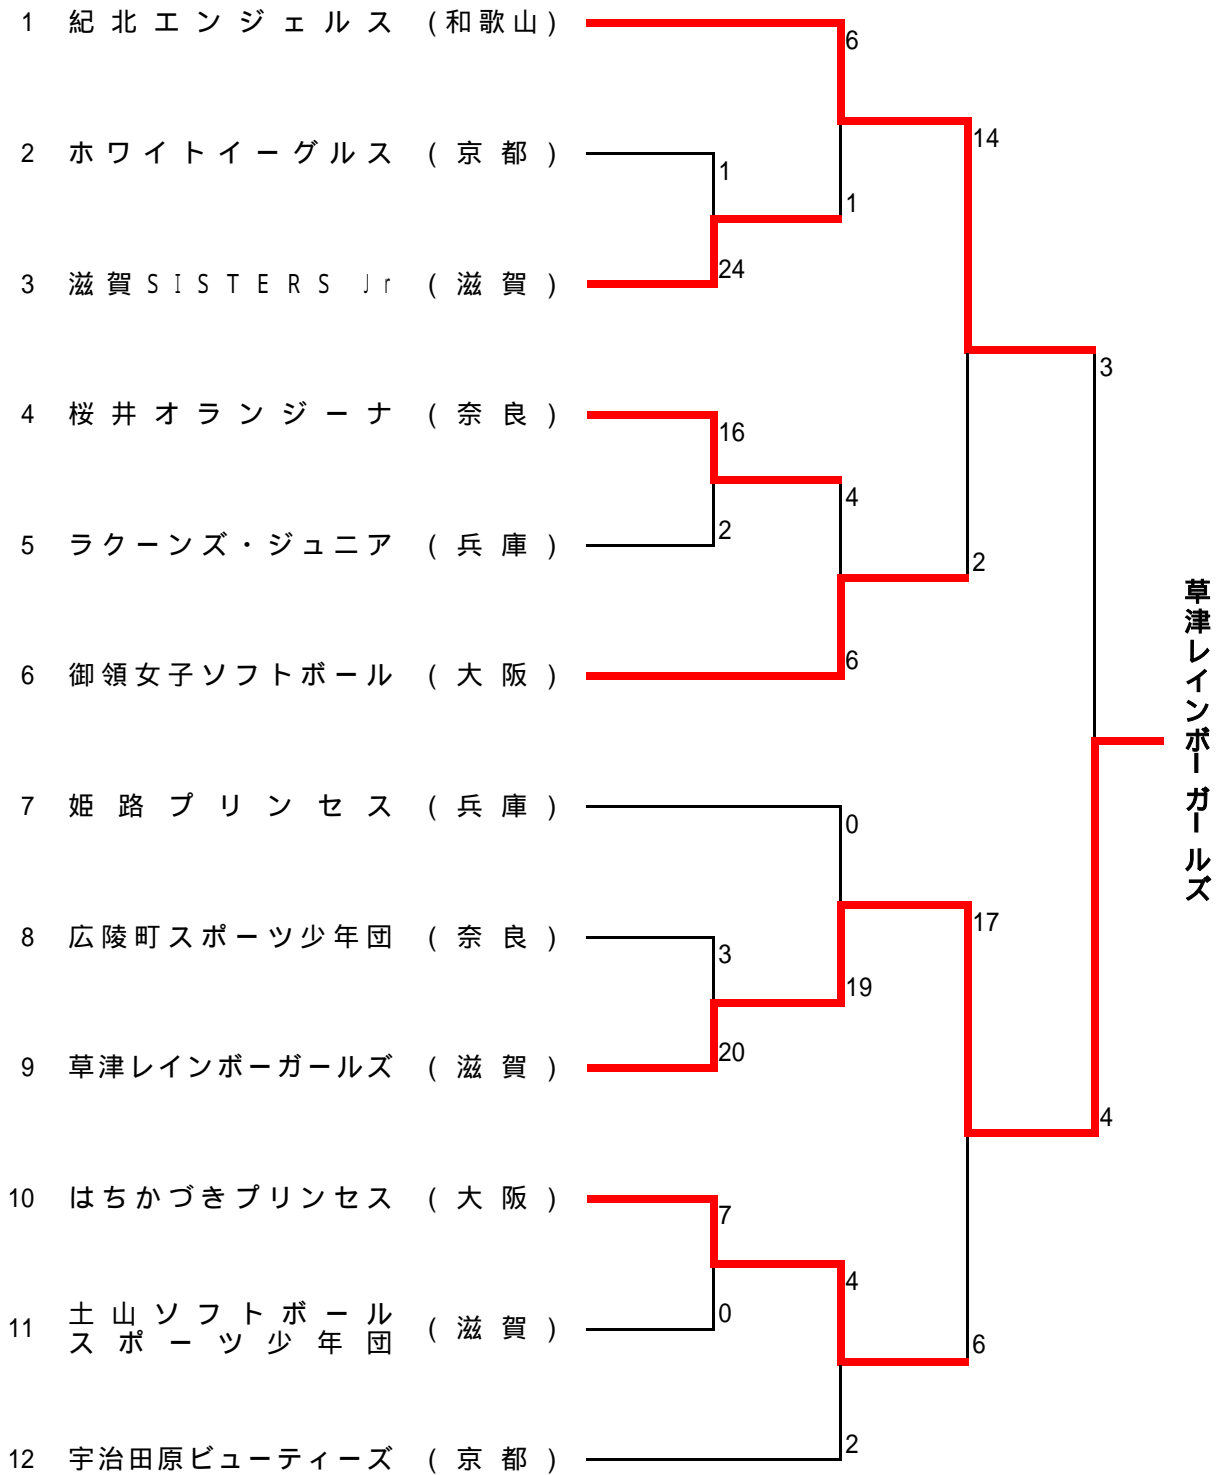 1 紀北エンジェルス (和歌山)
6
14
2 ホワイトイーグルス (京都)
1
1
24
3 滋賀SISTERS Jr (滋賀)
3
4 桜井オランジーナ (奈良)
16
4
2
5 ラクーンズ・ジュニア (兵庫)
2
6
6 御領女子ソフトボール (大阪)
草津レインボーガールズ
7 姫路プリンセス (兵庫)
0
17
8 広陵町スポーツ少年団 (奈良)
3
19
20
9 草津レインボーガールズ (滋賀)
4
10 はちかづきプリンセス (大阪)
7
4
0
11 土山ソフトボール
スポーツ少年団 (滋賀)
6
2
12 宇治田原ビューティーズ (京都)